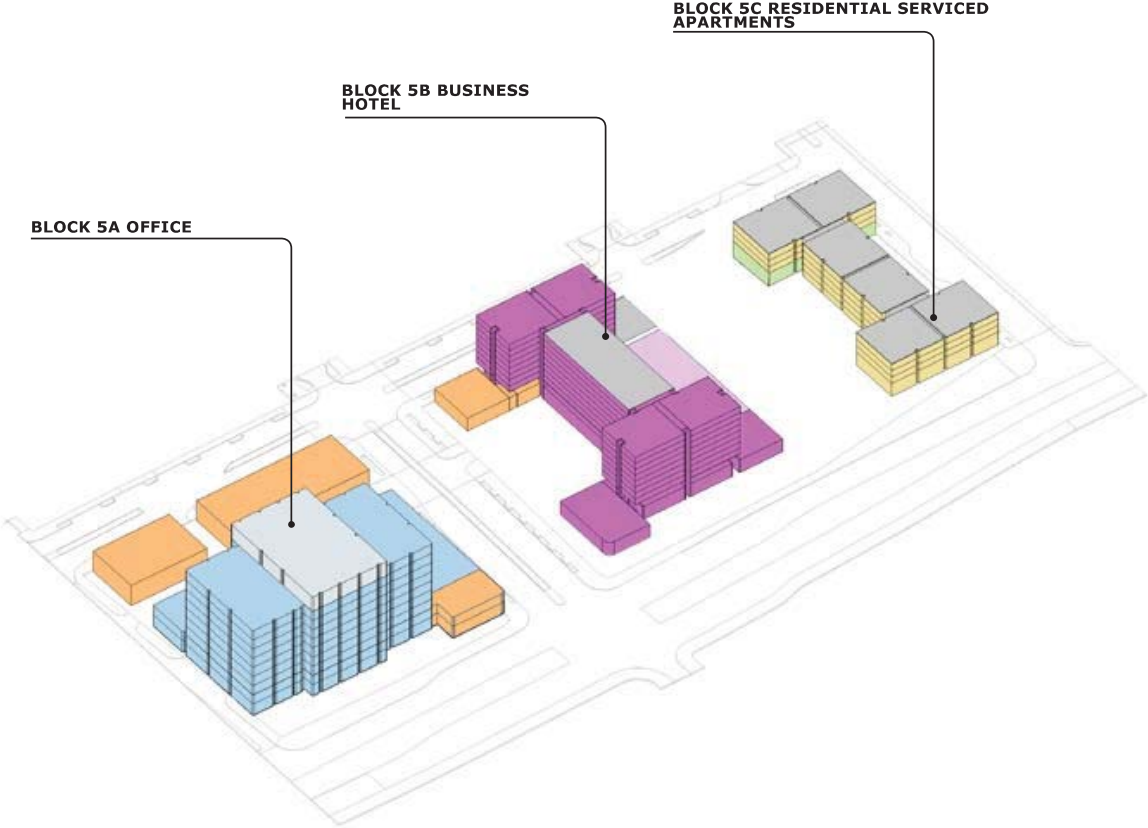 BLOCK 5C RESIDENTIAL SERVICED
APARTMENTS
BLOCK 5B BUSINESS
HOTEL
BLOCK 5A OFFICE